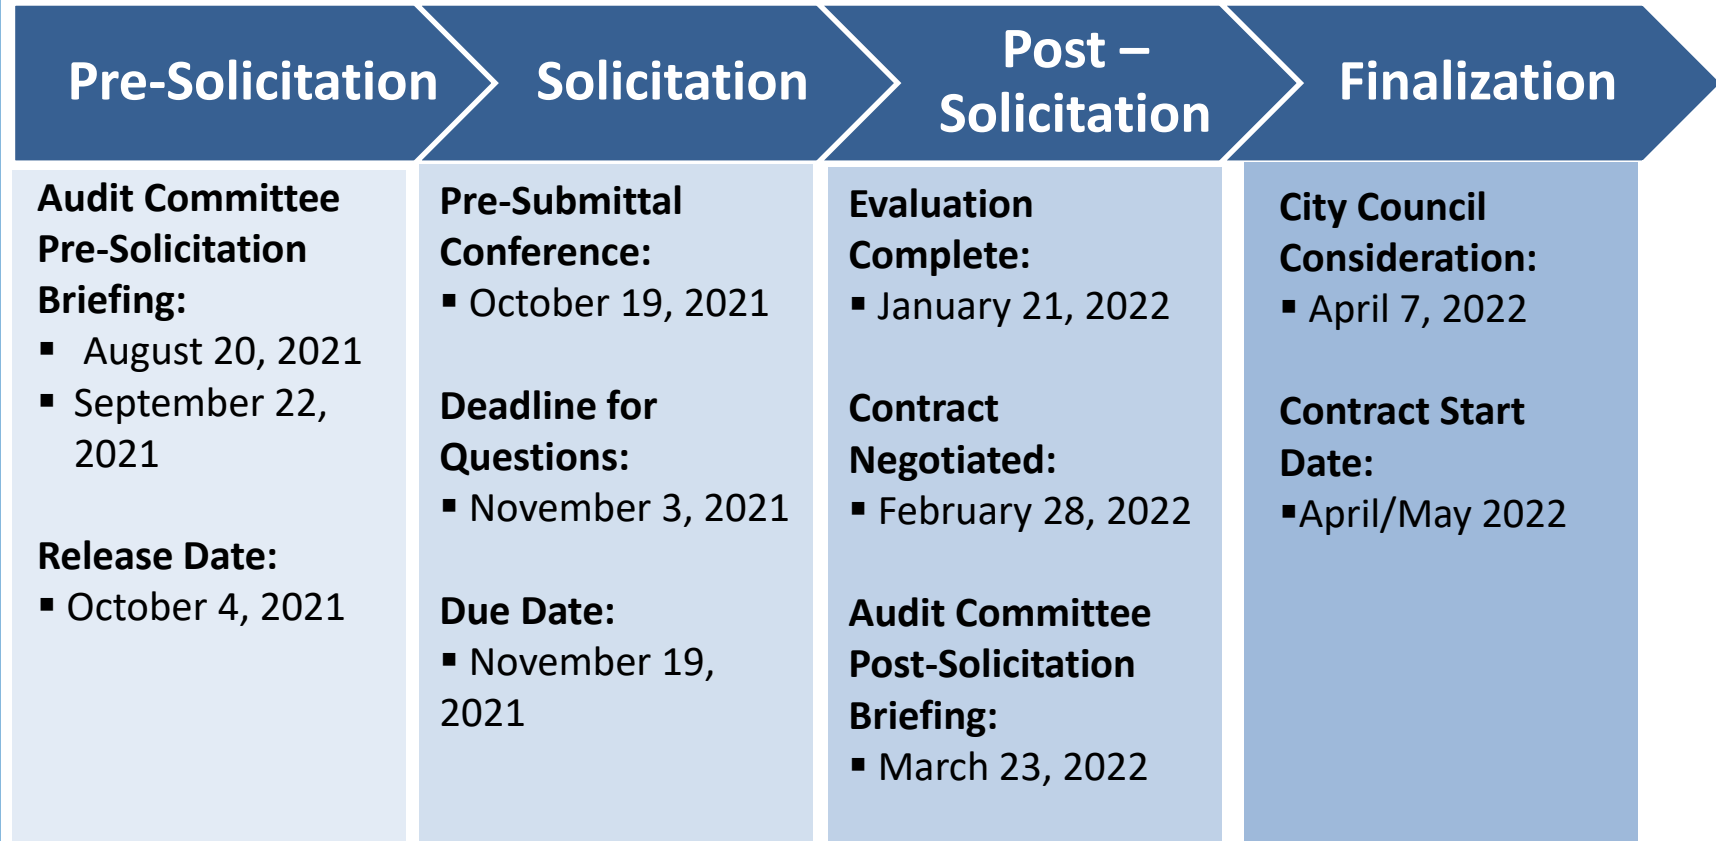 Pre-Solicitation
Solicitation
Post –
Solicitation
Finalization
Audit Committee
Pre-Solicitation
Briefing:
▪ August 20, 2021
▪ September 22,
2021
Release Date:
▪ October 4, 2021
Pre-Submittal
Conference:
▪ October 19, 2021
Deadline for
Questions:
▪ November 3, 2021
Due Date:
▪ November 19,
2021
Evaluation
Complete:
▪ January 21, 2022
Contract
Negotiated:
▪ February 28, 2022
Audit Committee
Post-Solicitation
Briefing:
▪ March 23, 2022
City Council
Consideration:
▪ April 7, 2022
Contract Start
Date:
▪April/May 2022